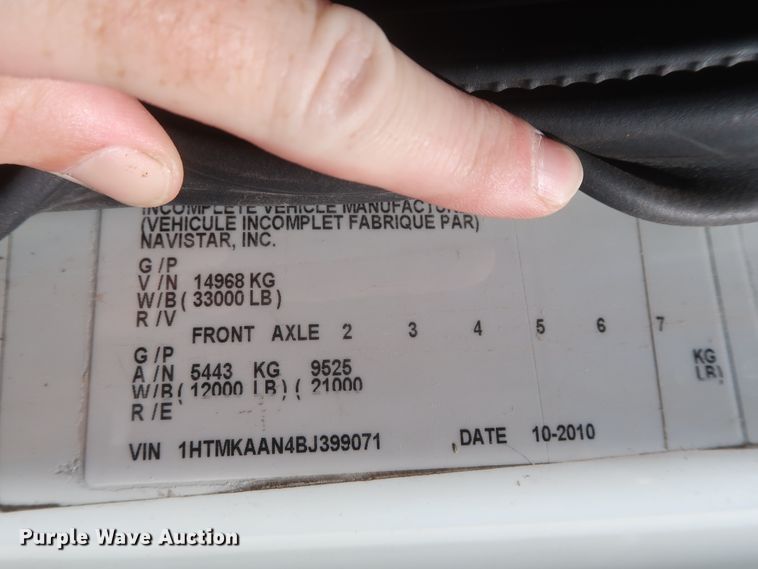 INCOMPLETE VEHICLE MANUFACTURED
(VEHICULE INCOMPLET FABRIQUE PAR)
NAVISTAR, INC.
G /P
V /N 14968 KG
W/B ( 33000 LB )
R /V
FRONT AXLE 2 3 4 5 6 7
G /P
A /N 5443 KG 9525 KG
W/B ( 12000 LB ) ( 21000 LB)
R /E
VIN 1HTMKAAN4BJ399071 DATE 10-2010
Purple Wave Auction